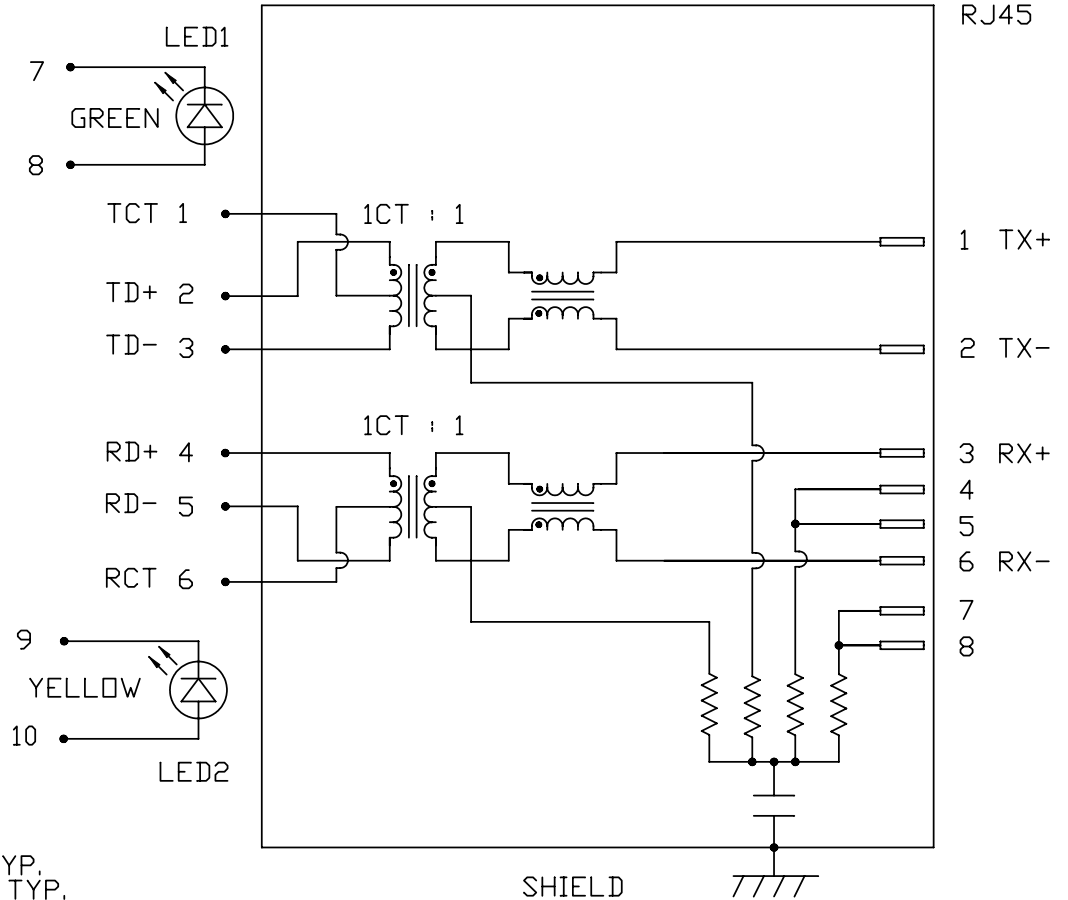 RJ45
LED1
7
GREEN
8
TCT 1
1CT : 1
1 TX+
TD+ 2
TD- 3
2 TX-
1CT : 1
RD+ 4
3 RX+
4
RD- 5
5
6 RX-
RCT 6
7
9
8
YELLOW
10
LED2
YP.
TYP.
SHIELD